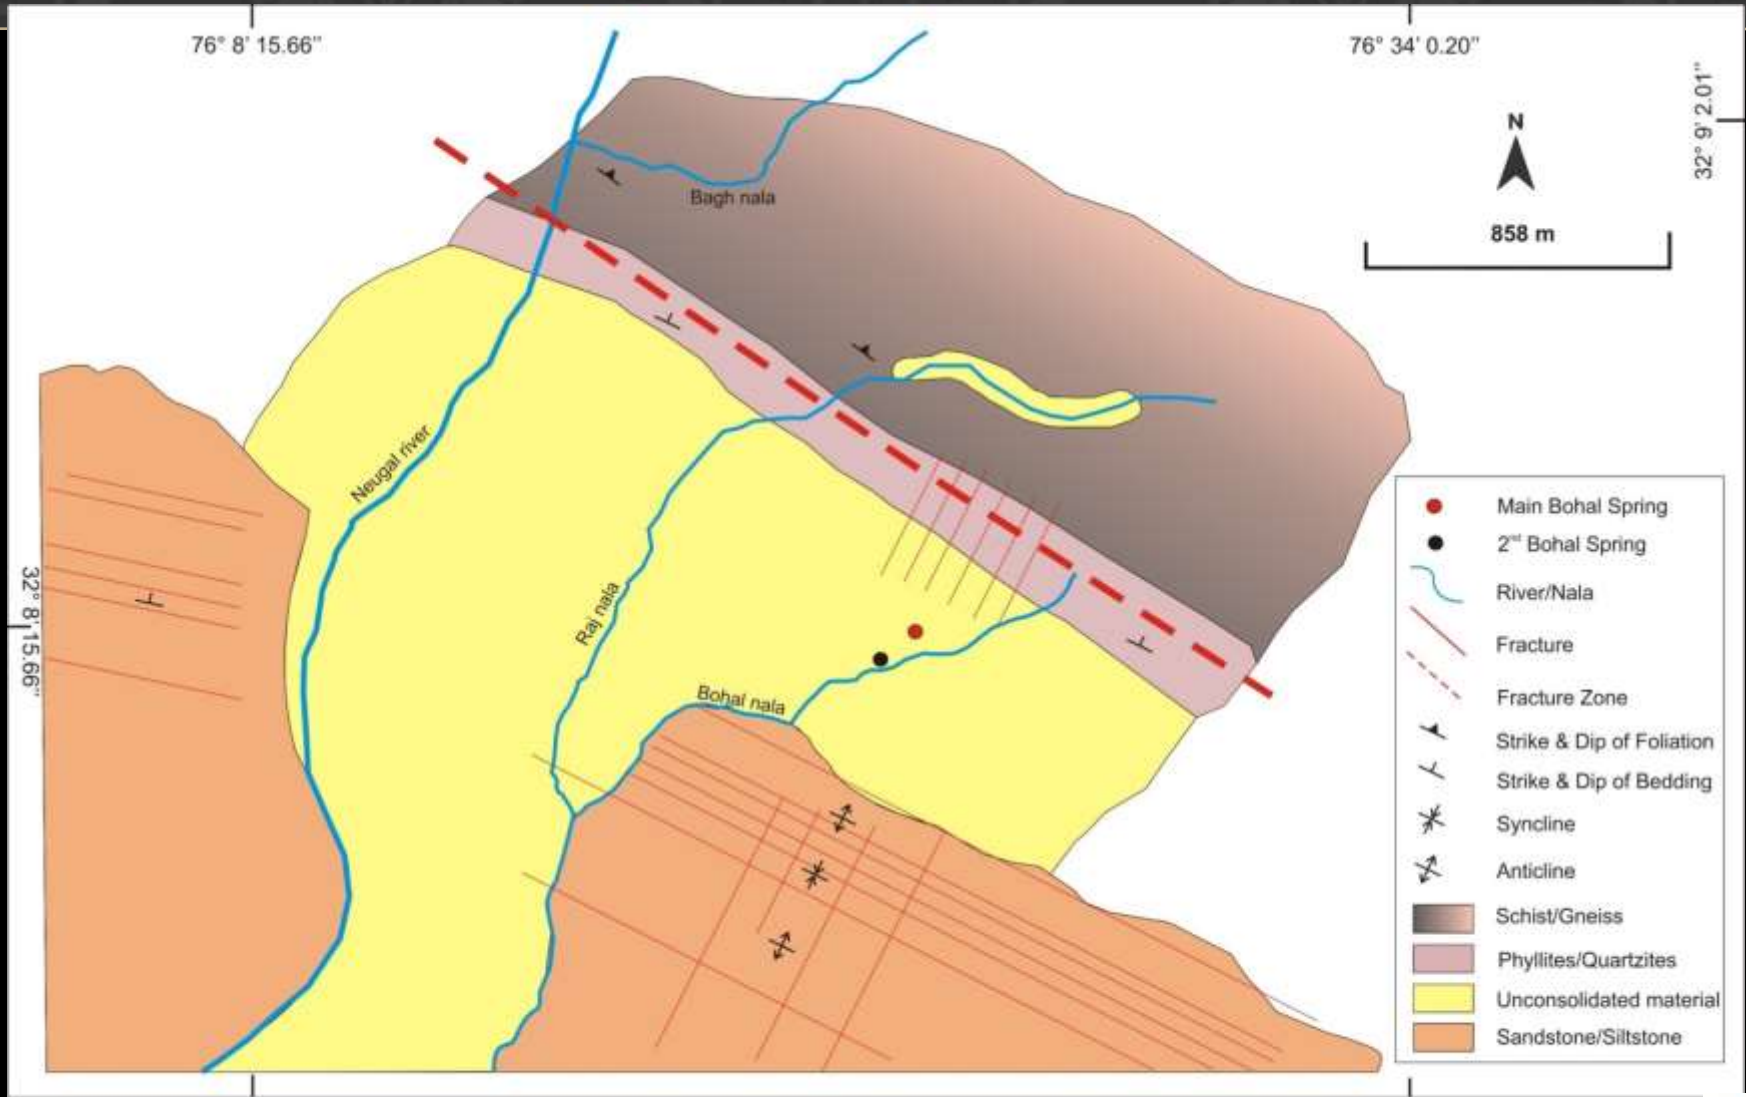 76° 8' 15.66’’
76° 34' 0.20’’
32° 9' 2.01’’
N
858 m
Bagh nala
Neugal river
Raj nala
Bohal nala
32° 8' 15.66’’
Main Bohal Spring
2nd Bohal Spring
River/Nala
Fracture
Fracture Zone
Strike & Dip of Foliation
Strike & Dip of Bedding
Syncline
Anticline
Schist/Gneiss
Phyllites/Quartzites
Unconsolidated material
Sandstone/Siltstone